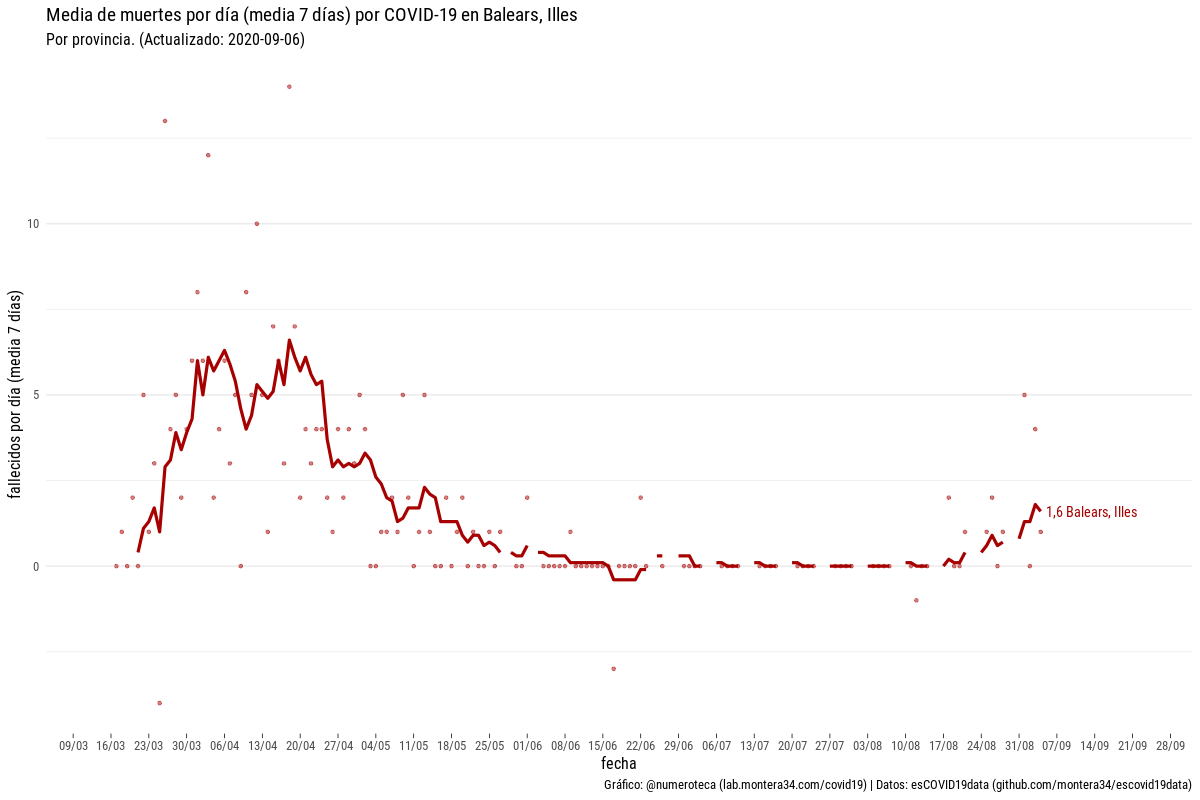 Media de muertes por día (media 7 días) por COVID-19 en Balears, Illes
Por provincia. (Actualizado: 2020-09-06)
fallecidos por día (media 7 días)
10
5
0
1,6 Balears, Illes
09/03 16/03 23/03 30/03 06/04 13/04 20/04 27/04 04/05 11/05 18/05 25/05 01/06 08/06 15/06 22/06 29/06 06/07 13/07 20/07 27/07 03/08 10/08 17/08 24/08 31/08 07/09 14/09 21/09 28/09
fecha
Gráfico: @numeroteca (lab.montera34.com/covid19) | Datos: esCOVID19data (github.com/montera34/escovid19data)